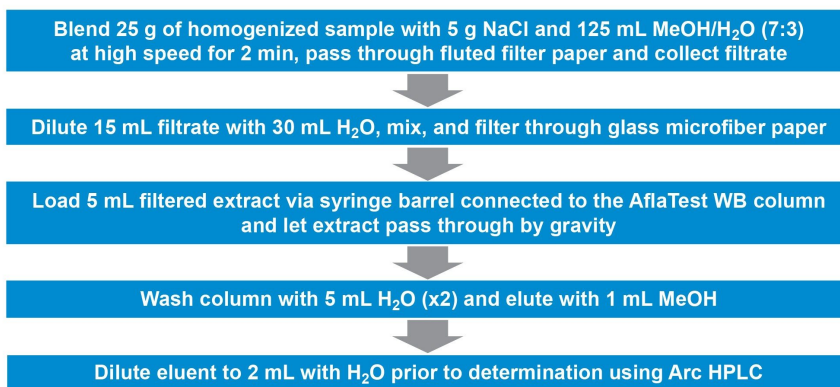 Blend 25 g of homogenized sample with 5 g NaCl and 125 mL MeOH/H₂O (7:3)
at high speed for 2 min, pass through fluted filter paper and collect filtrate
Dilute 15 mL filtrate with 30 mL H₂O, mix, and filter through glass microfiber paper
Load 5 mL filtered extract via syringe barrel connected to the AflaTest WB column
and let extract pass through by gravity
Wash column with 5 mL H₂O (x2) and elute with 1 mL MeOH
Dilute eluent to 2 mL with H₂O prior to determination using Arc HPLC